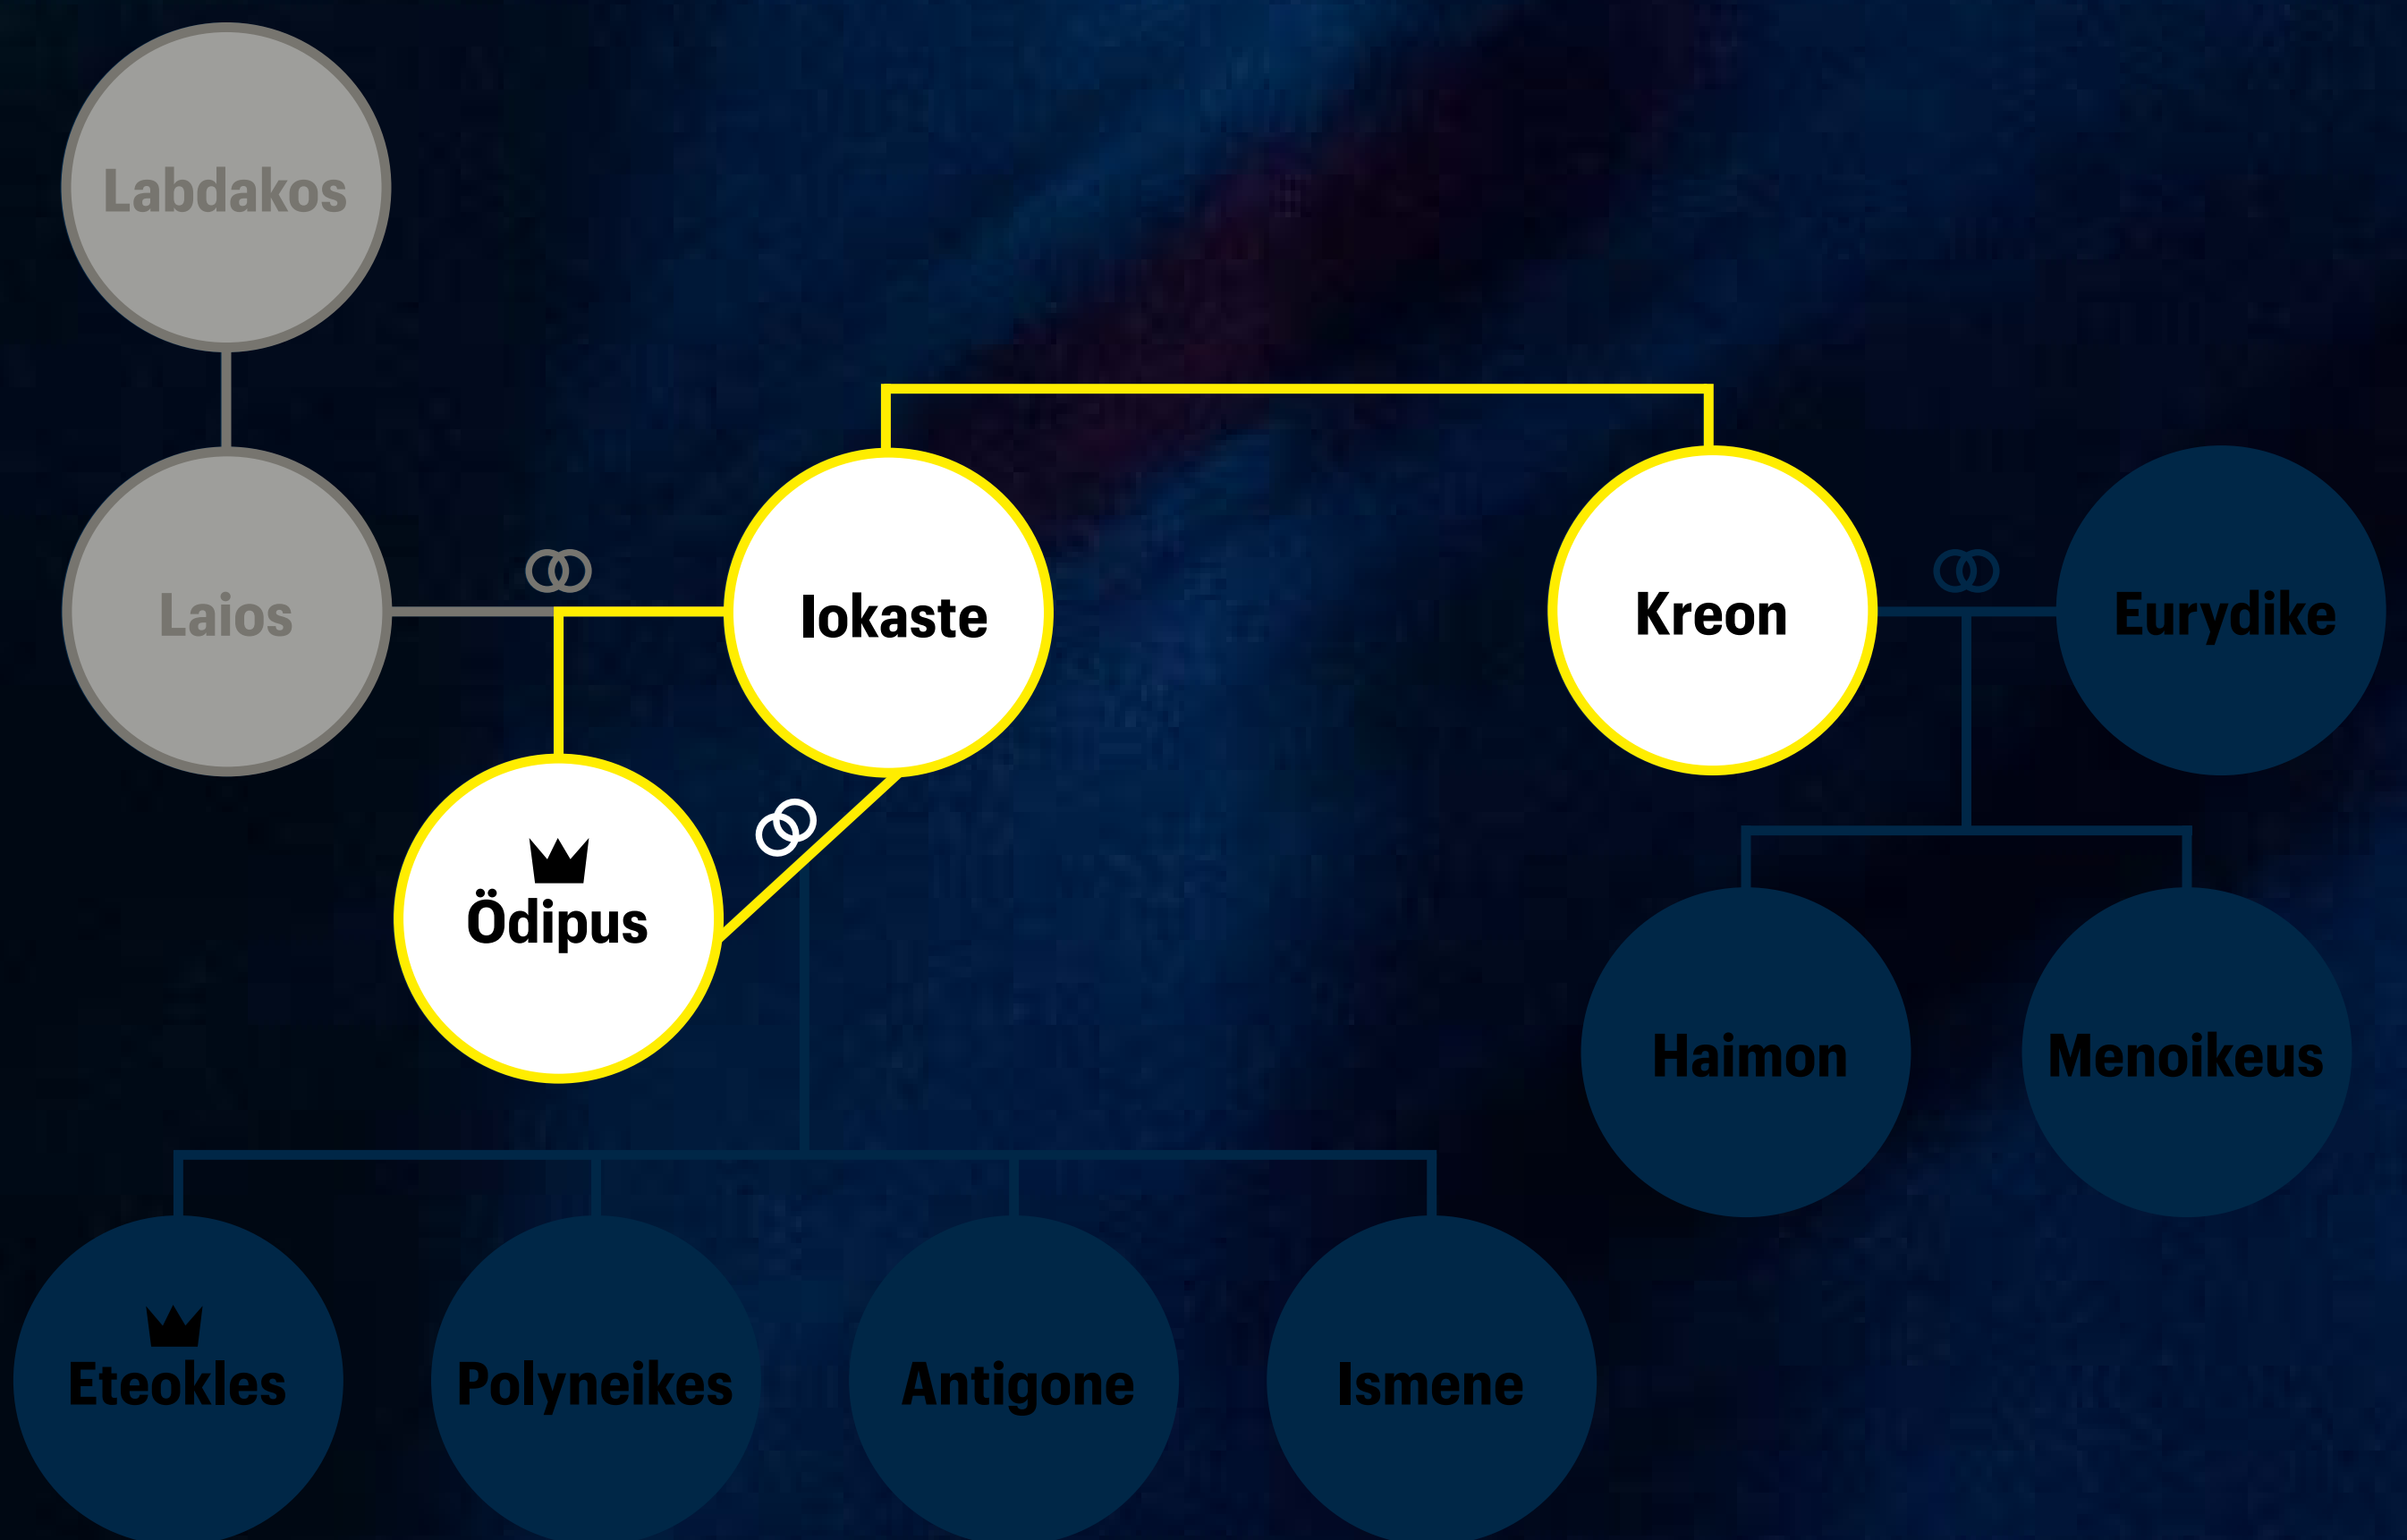 Labdakos
Laios
Iokaste
Kreon
Eurydike
Ödipus
Haimon
Menoikeus
Eteokles
Polyneikes
Antigone
Ismene